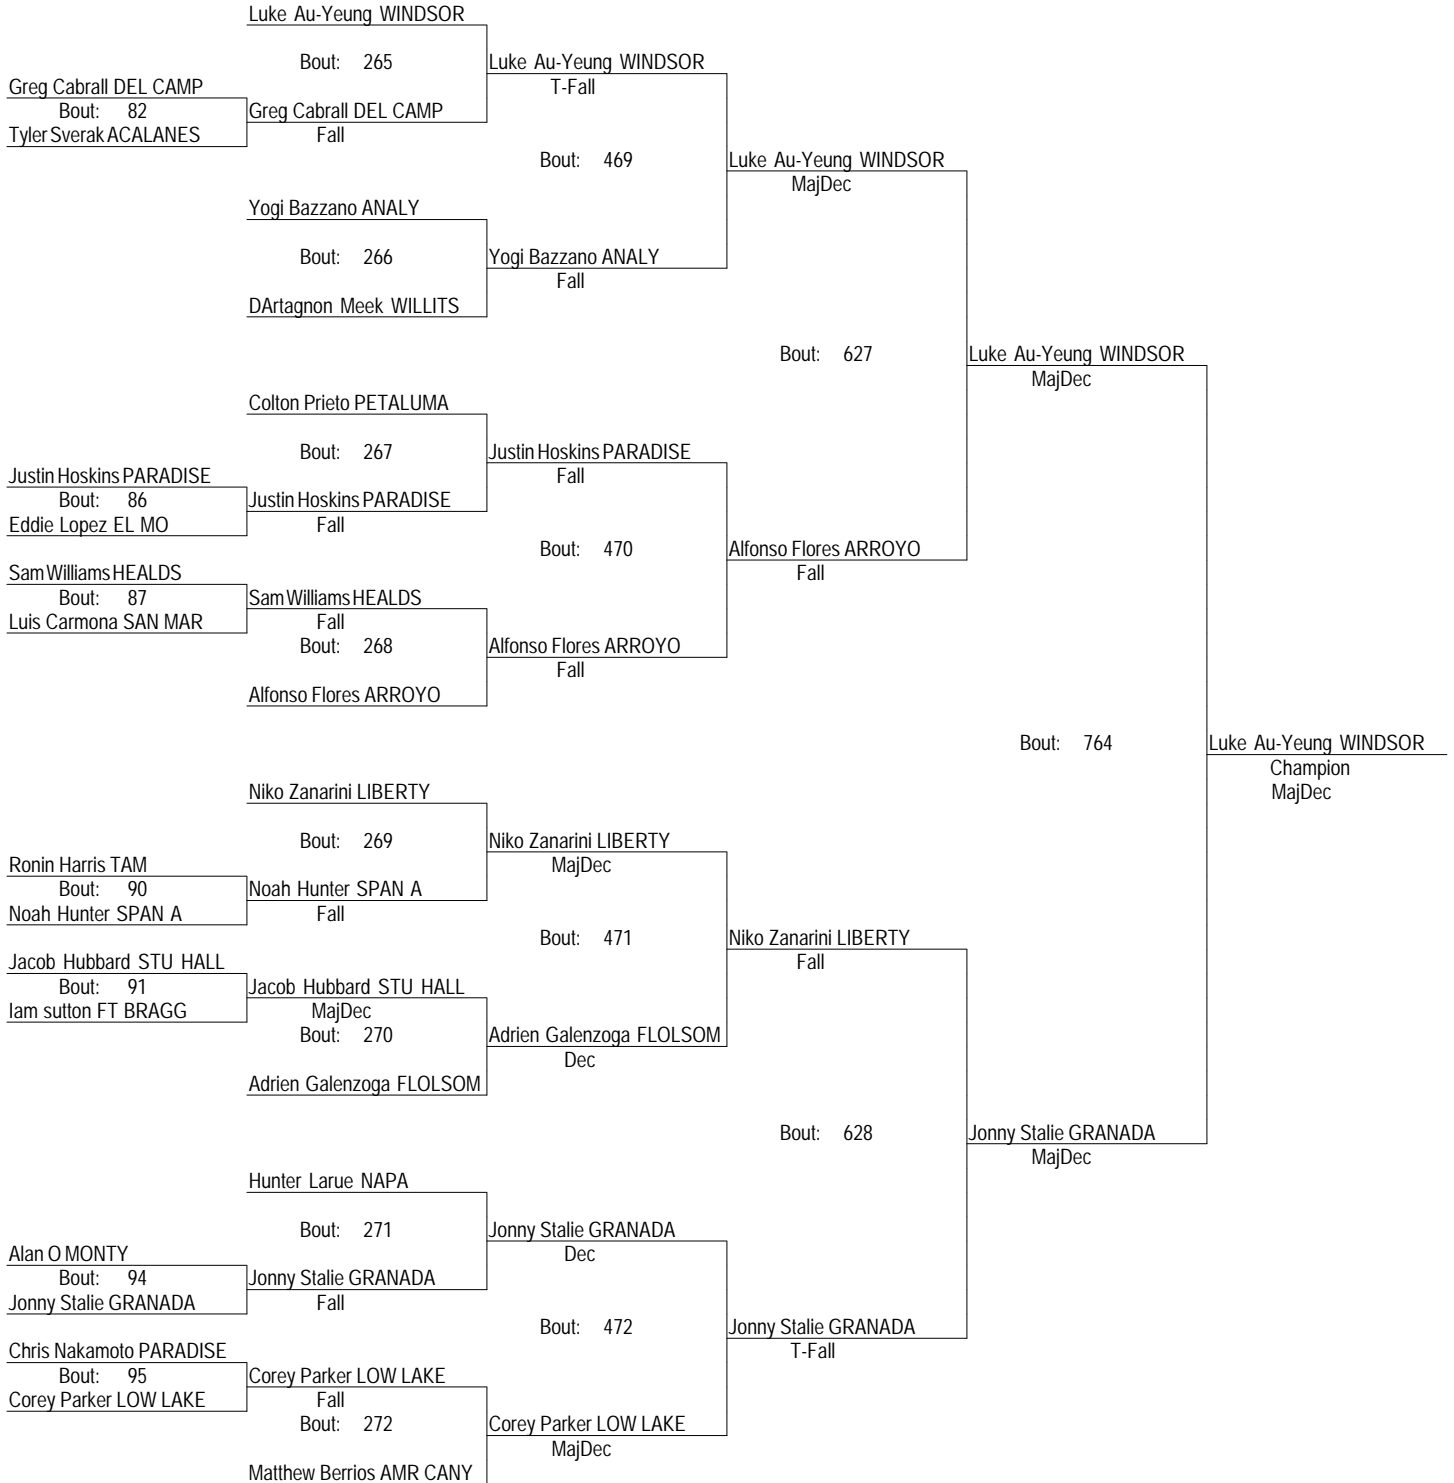 Luke Au-Yeung WINDSOR
Bout: 265
Luke Au-Yeung WINDSOR
T-Fall
Greg Cabrall DEL CAMP
Bout: 82
Tyler Sverak ACALANES
Greg Cabrall DEL CAMP
Fall
Bout: 469
Luke Au-Yeung WINDSOR
MajDec
Yogi Bazzano ANALY
Bout: 266
Yogi Bazzano ANALY
Fall
DArtagnon Meek WILLITS
Bout: 627
Luke Au-Yeung WINDSOR
MajDec
Colton Prieto PETALUMA
Bout: 267
Justin Hoskins PARADISE
Fall
Justin Hoskins PARADISE
Bout: 86
Eddie Lopez EL MO
Justin Hoskins PARADISE
Fall
Bout: 470
Alfonso Flores ARROYO
Fall
Sam Williams HEALDS
Bout: 87
Luis Carmona SAN MAR
Sam Williams HEALDS
Fall
Bout: 268
Alfonso Flores ARROYO
Fall
Alfonso Flores ARROYO
Bout: 764
Luke Au-Yeung WINDSOR
Champion
MajDec
Niko Zanarini LIBERTY
Bout: 269
Niko Zanarini LIBERTY
MajDec
Ronin Harris TAM
Bout: 90
Noah Hunter SPAN A
Noah Hunter SPAN A
Fall
Bout: 471
Niko Zanarini LIBERTY
Fall
Jacob Hubbard STU HALL
Bout: 91
Iam sutton FT BRAGG
Jacob Hubbard STU HALL
MajDec
Bout: 270
Adrien Galenzoga FLOLSOM
Dec
Adrien Galenzoga FLOLSOM
Bout: 628
Jonny Stalie GRANADA
MajDec
Hunter Larue NAPA
Bout: 271
Jonny Stalie GRANADA
Dec
Alan O MONTY
Bout: 94
Jonny Stalie GRANADA
Jonny Stalie GRANADA
Fall
Bout: 472
Jonny Stalie GRANADA
T-Fall
Chris Nakamoto PARADISE
Bout: 95
Corey Parker LOW LAKE
Corey Parker LOW LAKE
Fall
Bout: 272
Corey Parker LOW LAKE
MajDec
Matthew Berrios AMR CANY